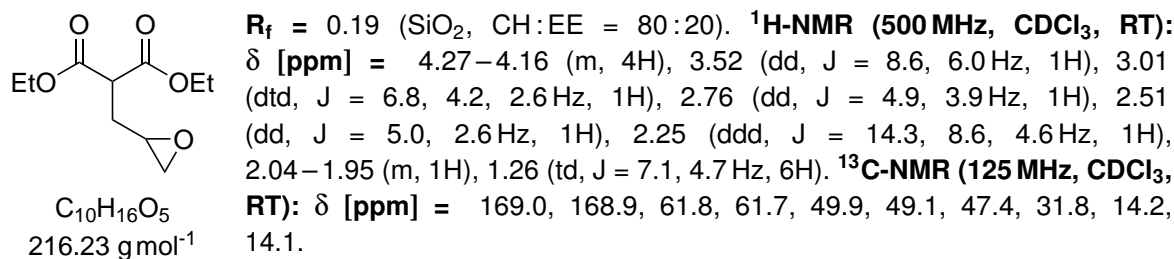 O O
EtO OEt
O
C₁₀H₁₆O₅
216.23 g mol⁻¹
R_f = 0.19 (SiO₂, CH : EE = 80 : 20). ¹H-NMR (500 MHz, CDCl₃, RT):
δ [ppm] = 4.27–4.16 (m, 4H), 3.52 (dd, J = 8.6, 6.0 Hz, 1H), 3.01
(dtd, J = 6.8, 4.2, 2.6 Hz, 1H), 2.76 (dd, J = 4.9, 3.9 Hz, 1H), 2.51
(dd, J = 5.0, 2.6 Hz, 1H), 2.25 (ddd, J = 14.3, 8.6, 4.6 Hz, 1H),
2.04–1.95 (m, 1H), 1.26 (td, J = 7.1, 4.7 Hz, 6H). ¹³C-NMR (125 MHz, CDCl₃,
RT): δ [ppm] = 169.0, 168.9, 61.8, 61.7, 49.9, 49.1, 47.4, 31.8, 14.2,
14.1.